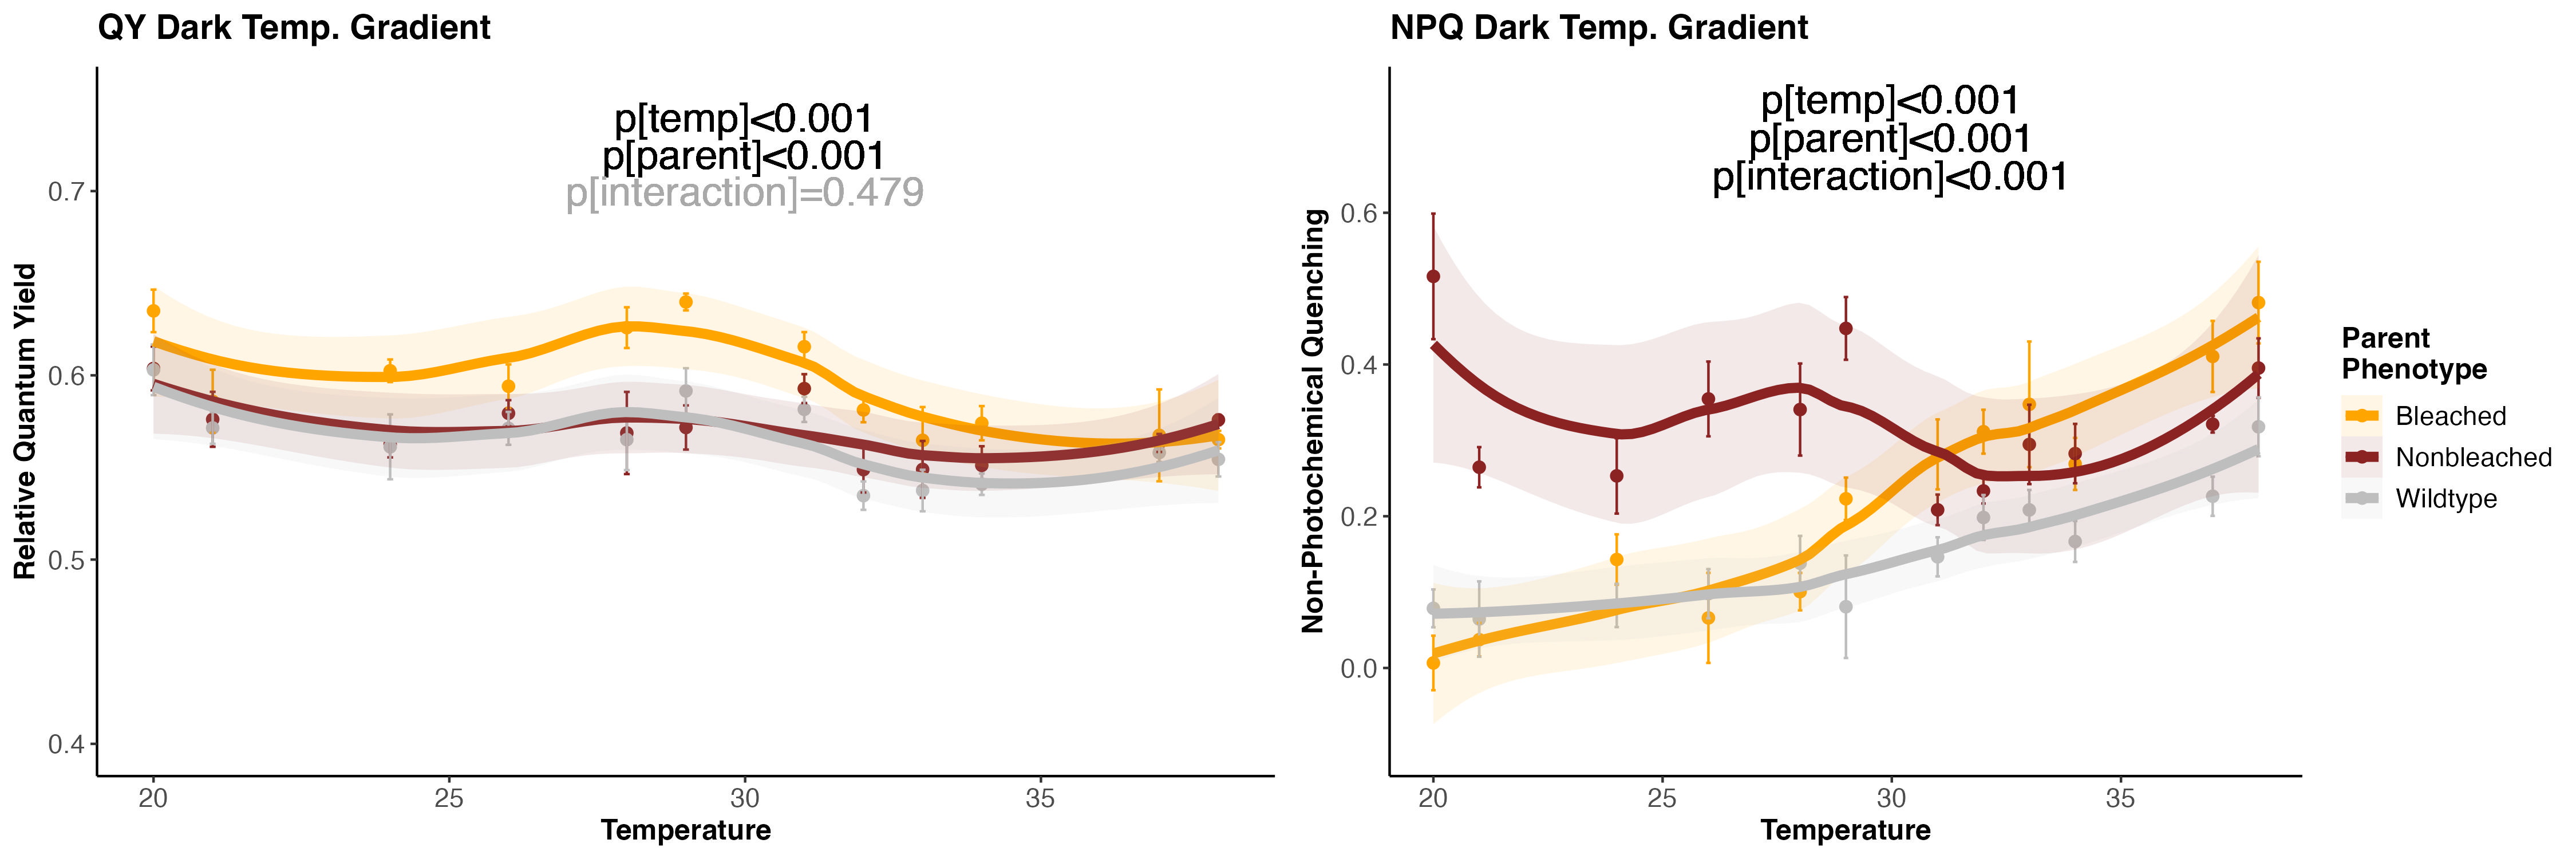 QY Dark Temp. Gradient
p[temp]<0.001
p[parent]<0.001
p[interaction]=0.479
Relative Quantum Yield
0.7
0.6
0.5
0.4
20 25 30 35
Temperature
NPQ Dark Temp. Gradient
p[temp]<0.001
p[parent]<0.001
p[interaction]<0.001
Non-Photochemical Quenching
0.6
0.4
0.2
0.0
20 25 30 35
Temperature
Parent
Phenotype
Bleached
Nonbleached
Wildtype